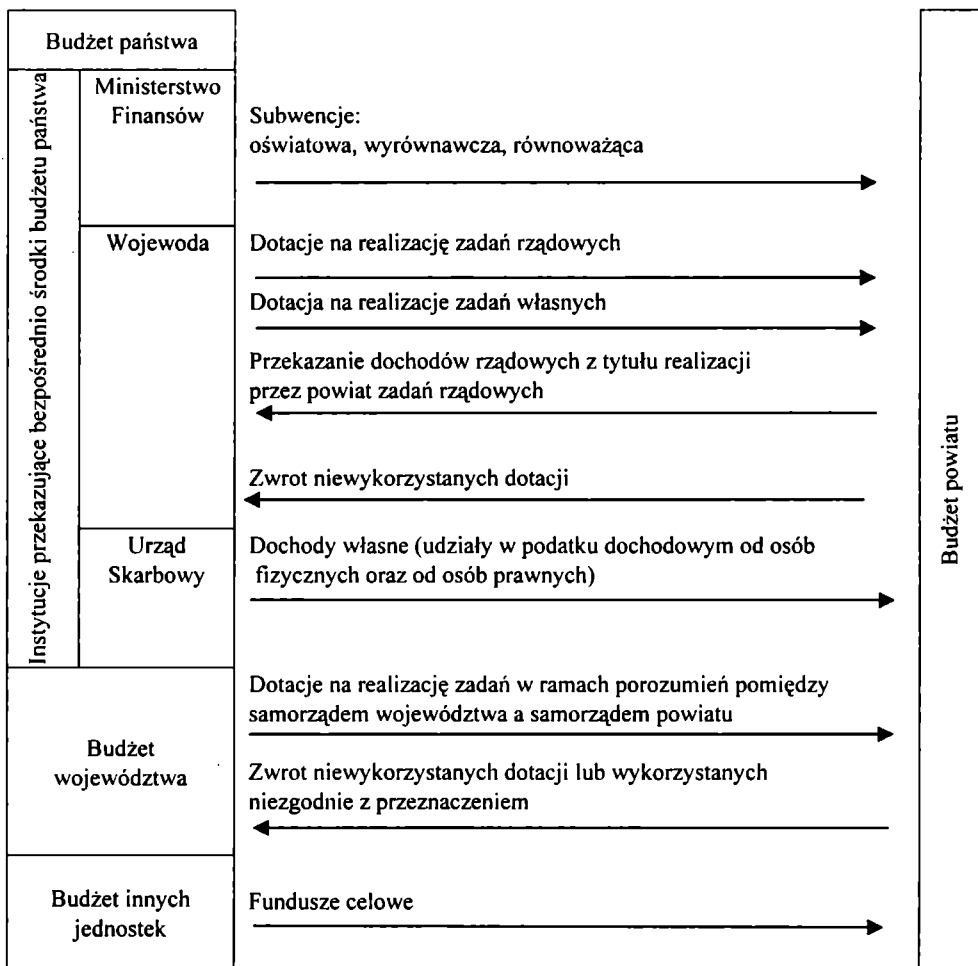 Budżet państwa
Instytucje przekazujące bezpośrednio środki budżetu państwa
Ministerstwo
Finansów
Subwencje:
oświatowa, wyrównawcza, równoważąca
Wojewoda
Dotacje na realizację zadań rządowych
Dotacja na realizacje zadań własnych
Przekazanie dochodów rządowych z tytułu realizacji
przez powiat zadań rządowych
Zwrot niewykorzystanych dotacji
Urząd
Skarbowy
Dochody własne (udziały w podatku dochodowym od osób
fizycznych oraz od osób prawnych)
Budżet
województwa
Dotacje na realizację zadań w ramach porozumień pomiędzy
samorządem województwa a samorządem powiatu
Zwrot niewykorzystanych dotacji lub wykorzystanych
niezgodnie z przeznaczeniem
Budżet innych
jednostek
Fundusze celowe
Budżet powiatu